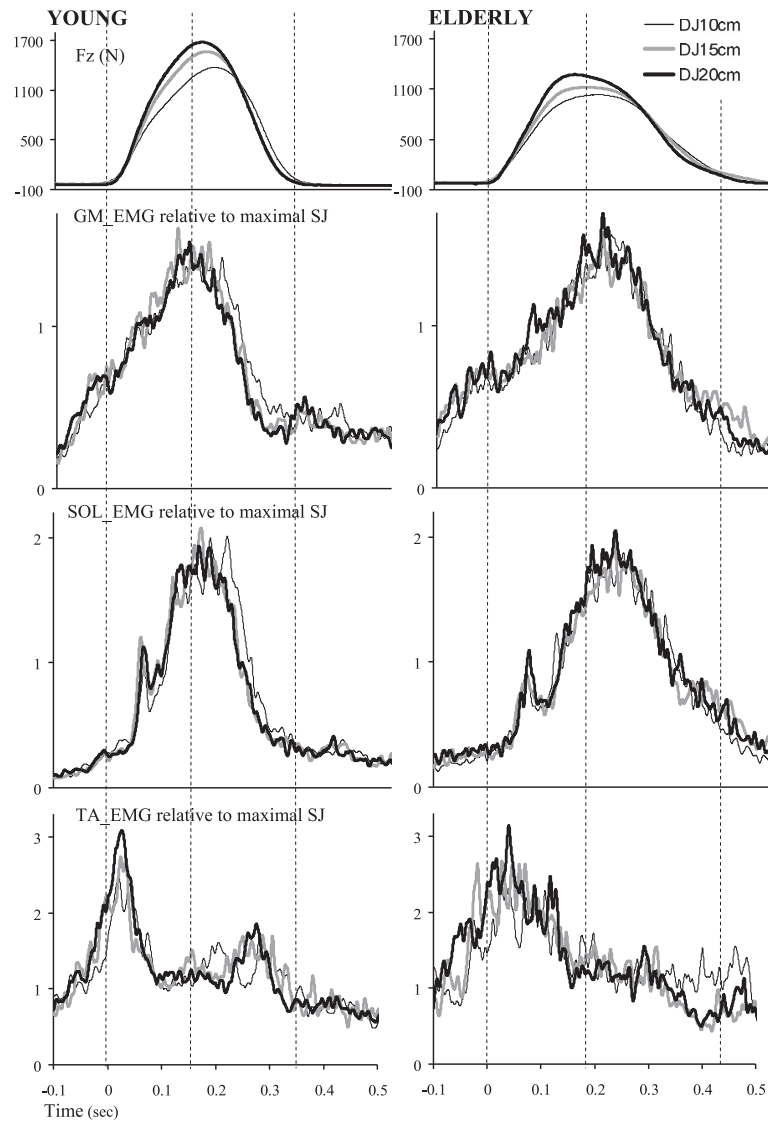 YOUNG
ELDERLY
DJ10cm
DJ15cm
DJ20cm
Fz (N)
1700
1100
500
-100
1700
1100
500
-100
GM_EMG relative to maximal SJ
1
0
1
0
SOL_EMG relative to maximal SJ
2
1
0
2
1
0
TA_EMG relative to maximal SJ
3
2
1
0
3
2
1
0
-0.1 0 0.1 0.2 0.3 0.4 0.5
-0.1 0 0.1 0.2 0.3 0.4 0.5
Time (sec)